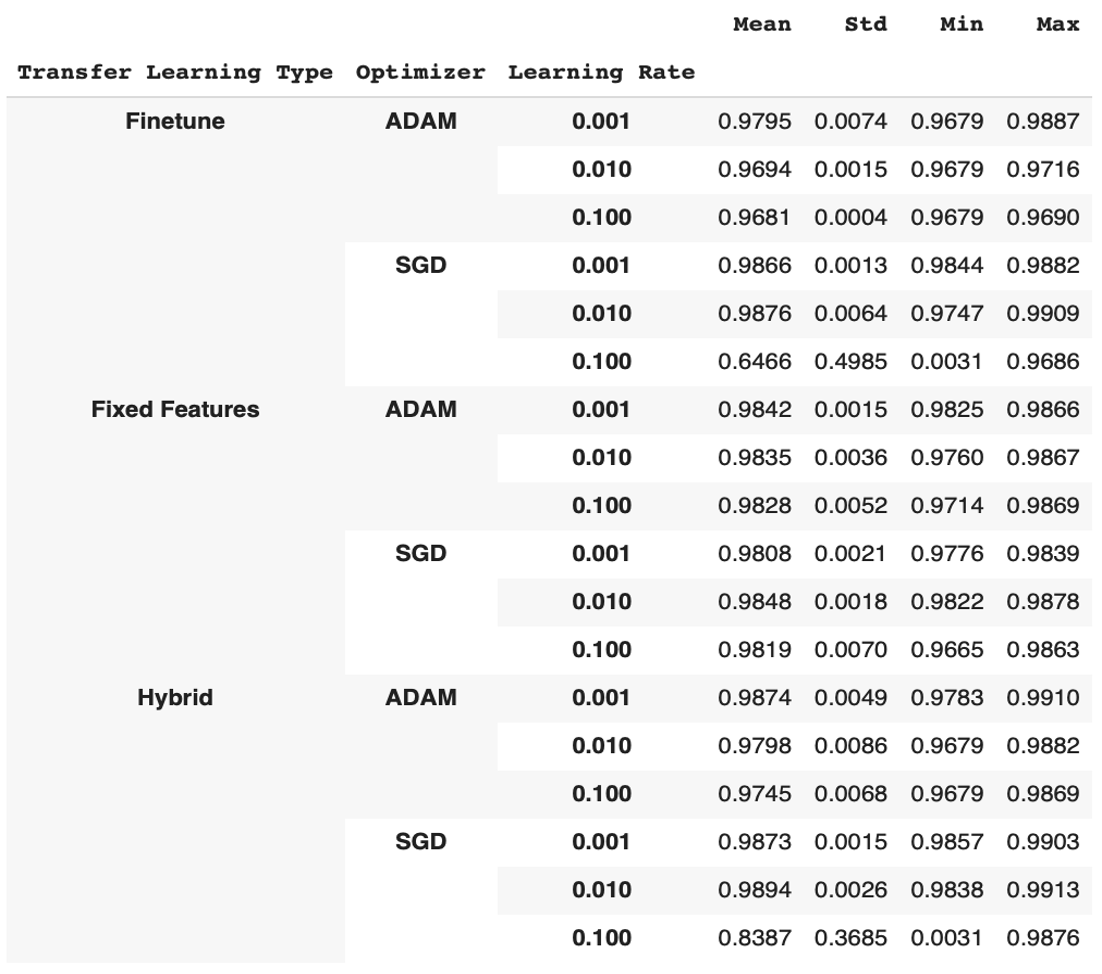 Mean Std Min Max
Transfer Learning Type Optimizer Learning Rate
Finetune ADAM 0.001 0.9795 0.0074 0.9679 0.9887
0.010 0.9694 0.0015 0.9679 0.9716
0.100 0.9681 0.0004 0.9679 0.9690
SGD 0.001 0.9866 0.0013 0.9844 0.9882
0.010 0.9876 0.0064 0.9747 0.9909
0.100 0.6466 0.4985 0.0031 0.9686
Fixed Features ADAM 0.001 0.9842 0.0015 0.9825 0.9866
0.010 0.9835 0.0036 0.9760 0.9867
0.100 0.9828 0.0052 0.9714 0.9869
SGD 0.001 0.9808 0.0021 0.9776 0.9839
0.010 0.9848 0.0018 0.9822 0.9878
0.100 0.9819 0.0070 0.9665 0.9863
Hybrid ADAM 0.001 0.9874 0.0049 0.9783 0.9910
0.010 0.9798 0.0086 0.9679 0.9882
0.100 0.9745 0.0068 0.9679 0.9869
SGD 0.001 0.9873 0.0015 0.9857 0.9903
0.010 0.9894 0.0026 0.9838 0.9913
0.100 0.8387 0.3685 0.0031 0.9876